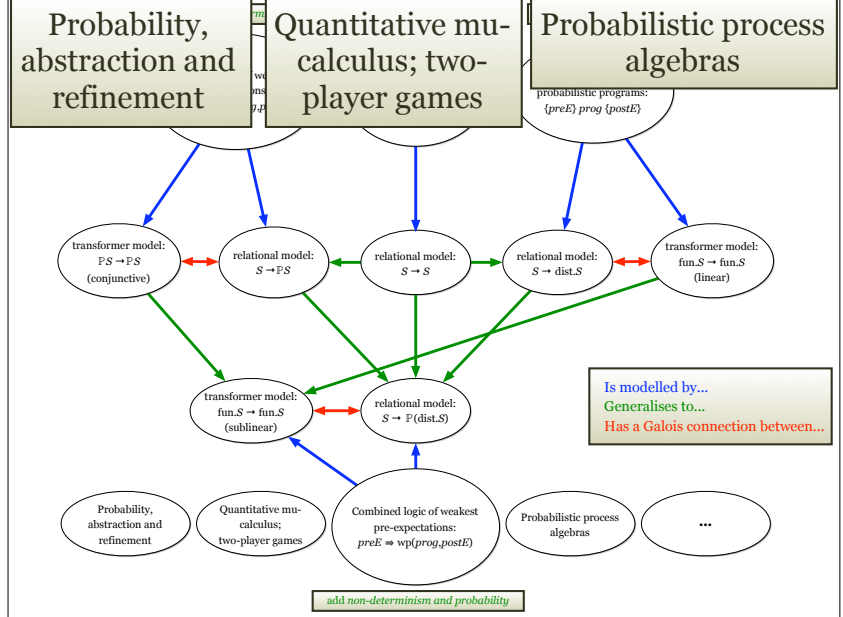 Probability,
abstraction and
refinement
Quantitative mu-
calculus; two-
player games
Probabilistic process
algebras
probabilistic programs:
{preE} prog {postE}
transformer model:
ℙS →ℙS
(conjunctive)
relational model:
S →ℙS
relational model:
S → S
relational model:
S → dist.S
transformer model:
fun.S → fun.S
(linear)
transformer model:
fun.S → fun.S
(sublinear)
relational model:
S → ℙ(dist.S)
Is modelled by...
Generalises to...
Has a Galois connection between...
Probability,
abstraction and
refinement
Quantitative mu-
calculus;
two-player games
Combined logic of weakest
pre-expectations:
preE ⇛ wp(prog,postE)
Probabilistic process
algebras
...
add non-determinism and probability